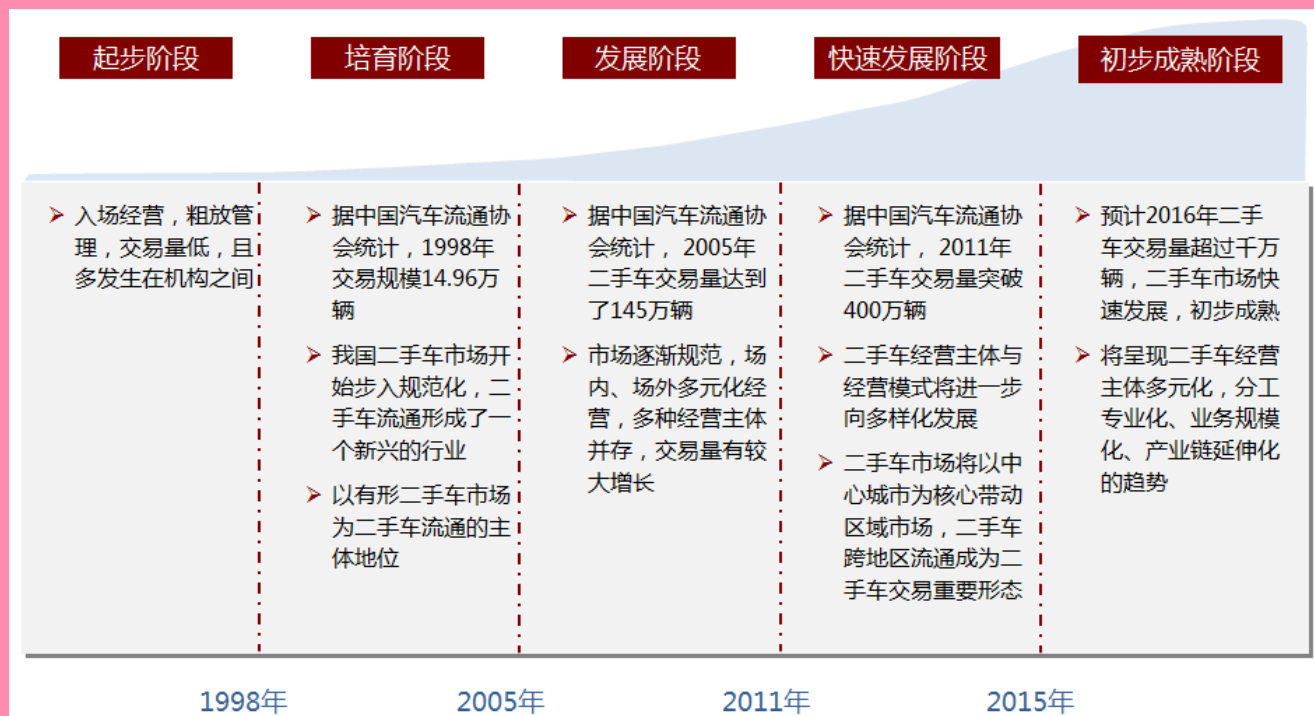 起步阶段
培育阶段
发展阶段
快速发展阶段
初步成熟阶段
入场经营，粗放管
理，交易量低，且
多发生在机构之间
据中国汽车流通协
会统计，1998年
交易规模14.96万
辆
我国二手车市场开
始步入规范化，二
手车流通形成了一
个新兴的行业
以有形二手车市场
为二手车流通的主
体地位
据中国汽车流通协
会统计， 2005年
二手车交易量达到
了145万辆
市场逐渐规范，场
内、场外多元化经
营，多种经营主体
并存，交易量有较
大增长
据中国汽车流通协
会统计， 2011年
二手车交易量突破
400万辆
二手车经营主体与
经营模式将进一步
向多样化发展
二手车市场将以中
心城市为核心带动
区域市场，二手车
跨地区流通成为二
手车交易重要形态
预计2016年二手
车交易量超过千万
辆，二手车市场快
速发展，初步成熟
将呈现二手车经营
主体多元化，分工
专业化、业务规模
化、产业链延伸化
的趋势
1998年
2005年
2011年
2015年